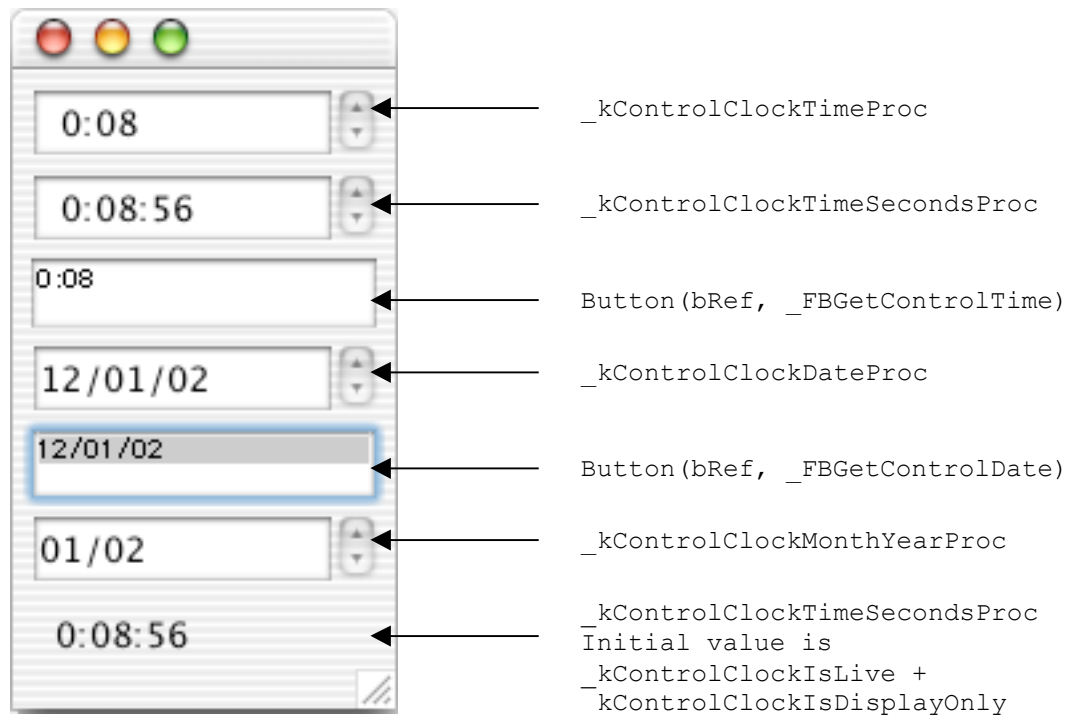 0:08
_kControlClockTimeProc
0:08:56
_kControlClockTimeSecondsProc
0:08
Button(bRef, _FBGetControlTime)
12/01/02
_kControlClockDateProc
12/01/02
Button(bRef, _FBGetControlDate)
01/02
_kControlClockMonthYearProc
0:08:56
_kControlClockTimeSecondsProc
Initial value is
_kControlClockIsLive +
_kControlClockIsDisplayOnly